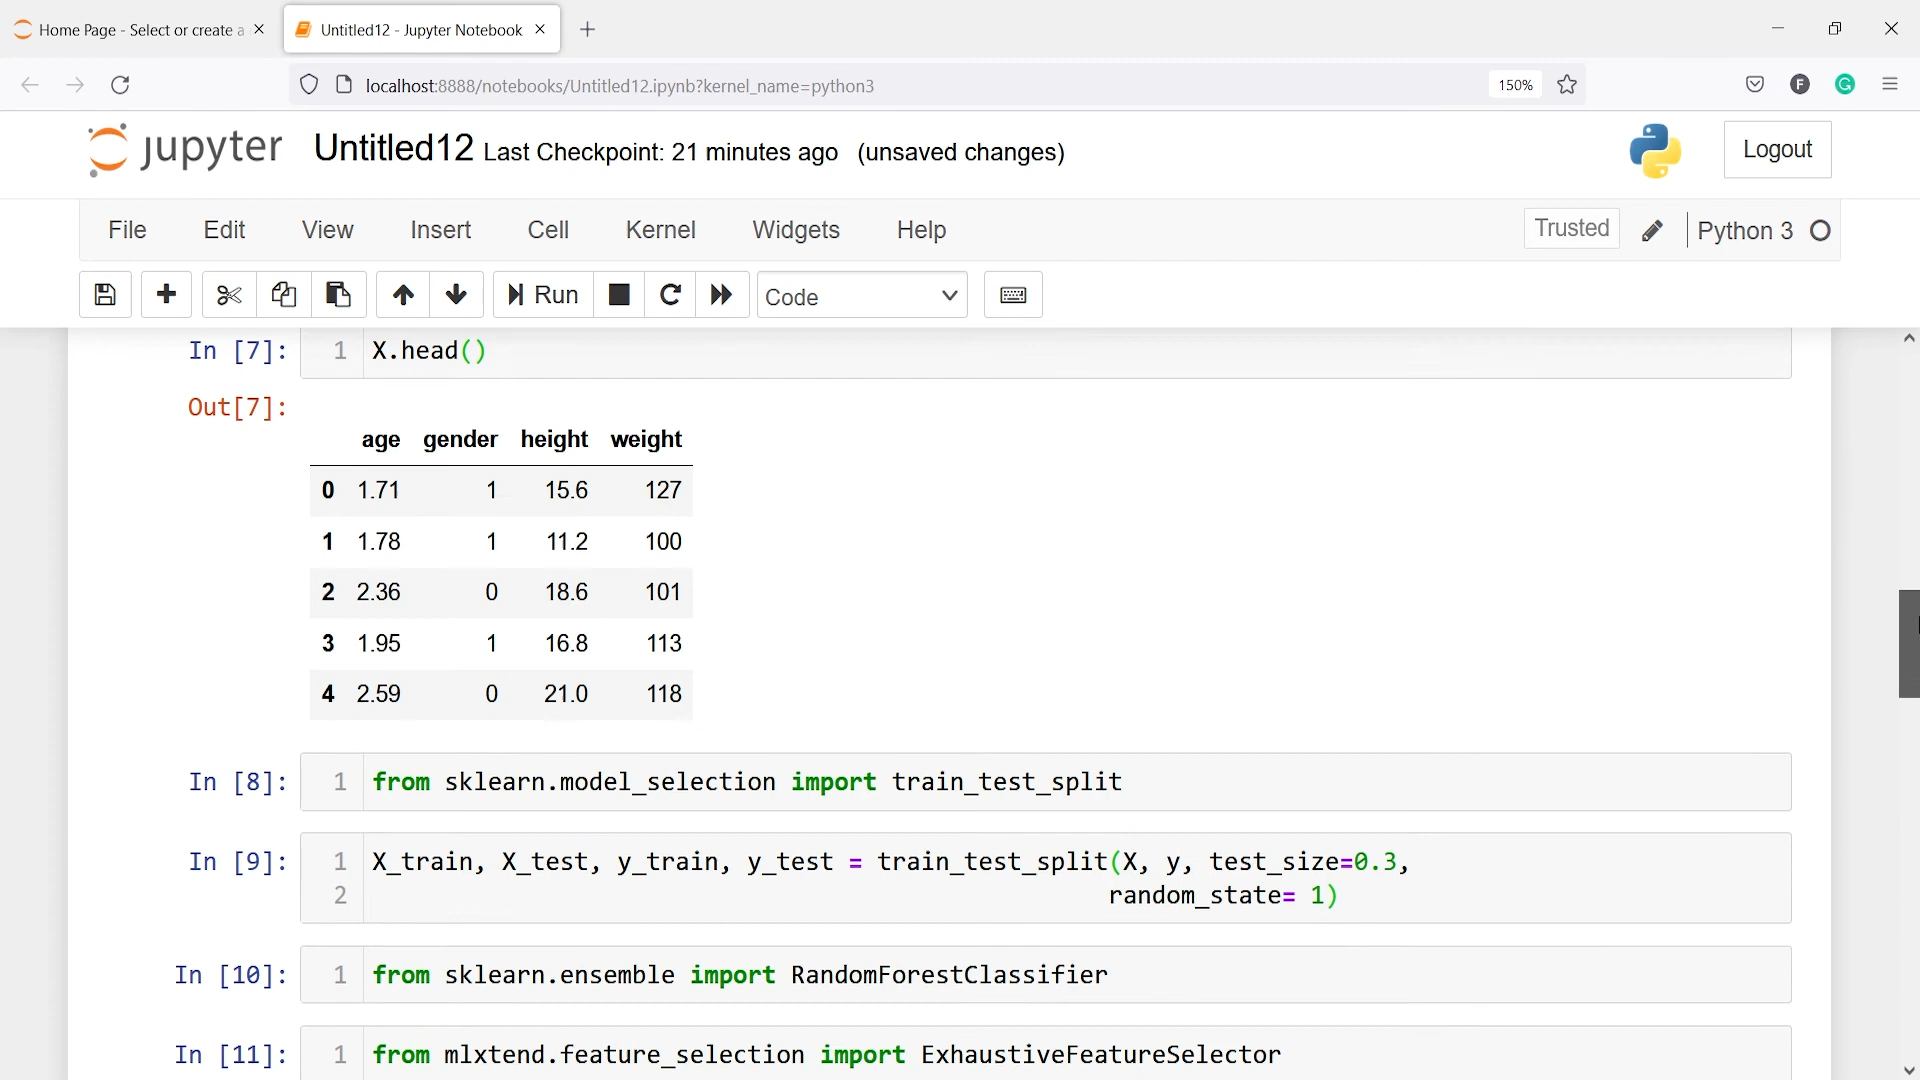 Home Page - Select or create a
Untitled12 - Jupyter Notebook
localhost:8888/notebooks/Untitled12.ipynb?kernel_name=python3
150%
F
G
jupyter
Untitled12 Last Checkpoint: 21 minutes ago (unsaved changes)
Logout
File Edit View Insert Cell Kernel Widgets Help
Trusted
Python 3
Run
Code
In [7]: 1 X.head()
Out[7]:
age gender height weight
0 1.71 1 15.6 127
1 1.78 1 11.2 100
2 2.36 0 18.6 101
3 1.95 1 16.8 113
4 2.59 0 21.0 118
In [8]: 1 from sklearn.model_selection import train_test_split
In [9]: 1 X_train, X_test, y_train, y_test = train_test_split(X, y, test_size=0.3,
2 random_state= 1)
In [10]: 1 from sklearn.ensemble import RandomForestClassifier
In [11]: 1 from mlxtend.feature_selection import ExhaustiveFeatureSelector